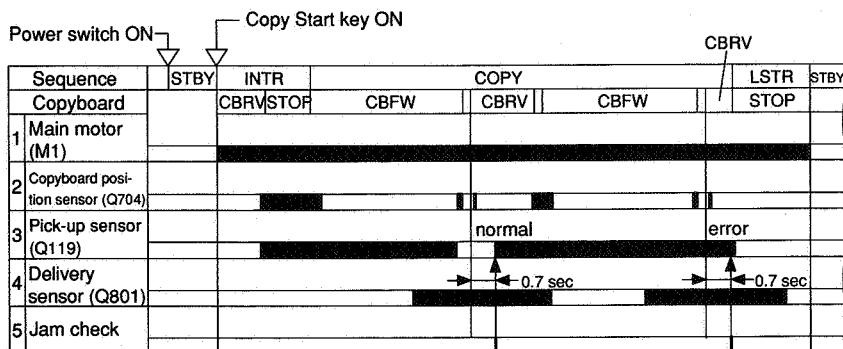 Copy Start key ON
Power switch ON
CBRV
Sequence STBY INTR COPY LSTR STBY
Copyboard CBRV STOP CBFW CBRV CBFW STOP
1 Main motor
(M1)
2 Copyboard posi-
tion sensor (Q704)
3 Pick-up sensor normal error
(Q119)
4 Delivery 0.7 sec 0.7 sec
sensor (Q801)
5 Jam check